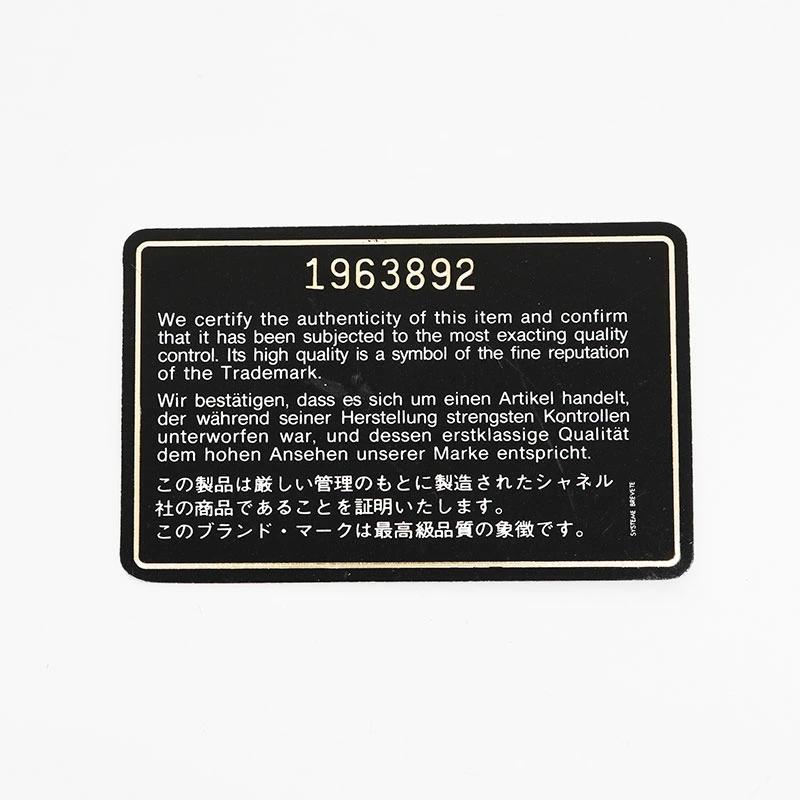 1963892
We certify the authenticity of this item and confirm
that it has been subjected to the most exacting quality
control. Its high quality is a symbol of the fine reputation
of the Trademark.
Wir bestätigen, dass es sich um einen Artikel handelt,
der während seiner Herstellung strengsten Kontrollen
unterworfen war, und dessen erstklassige Qualität
dem hohen Ansehen unserer Marke entspricht.
この製品は厳しい管理のもとに製造されたシャネル
社の商品であることを証明いたします。
このブランド・マークは最高級品質の象徴です。
SYSTEME BREVETE